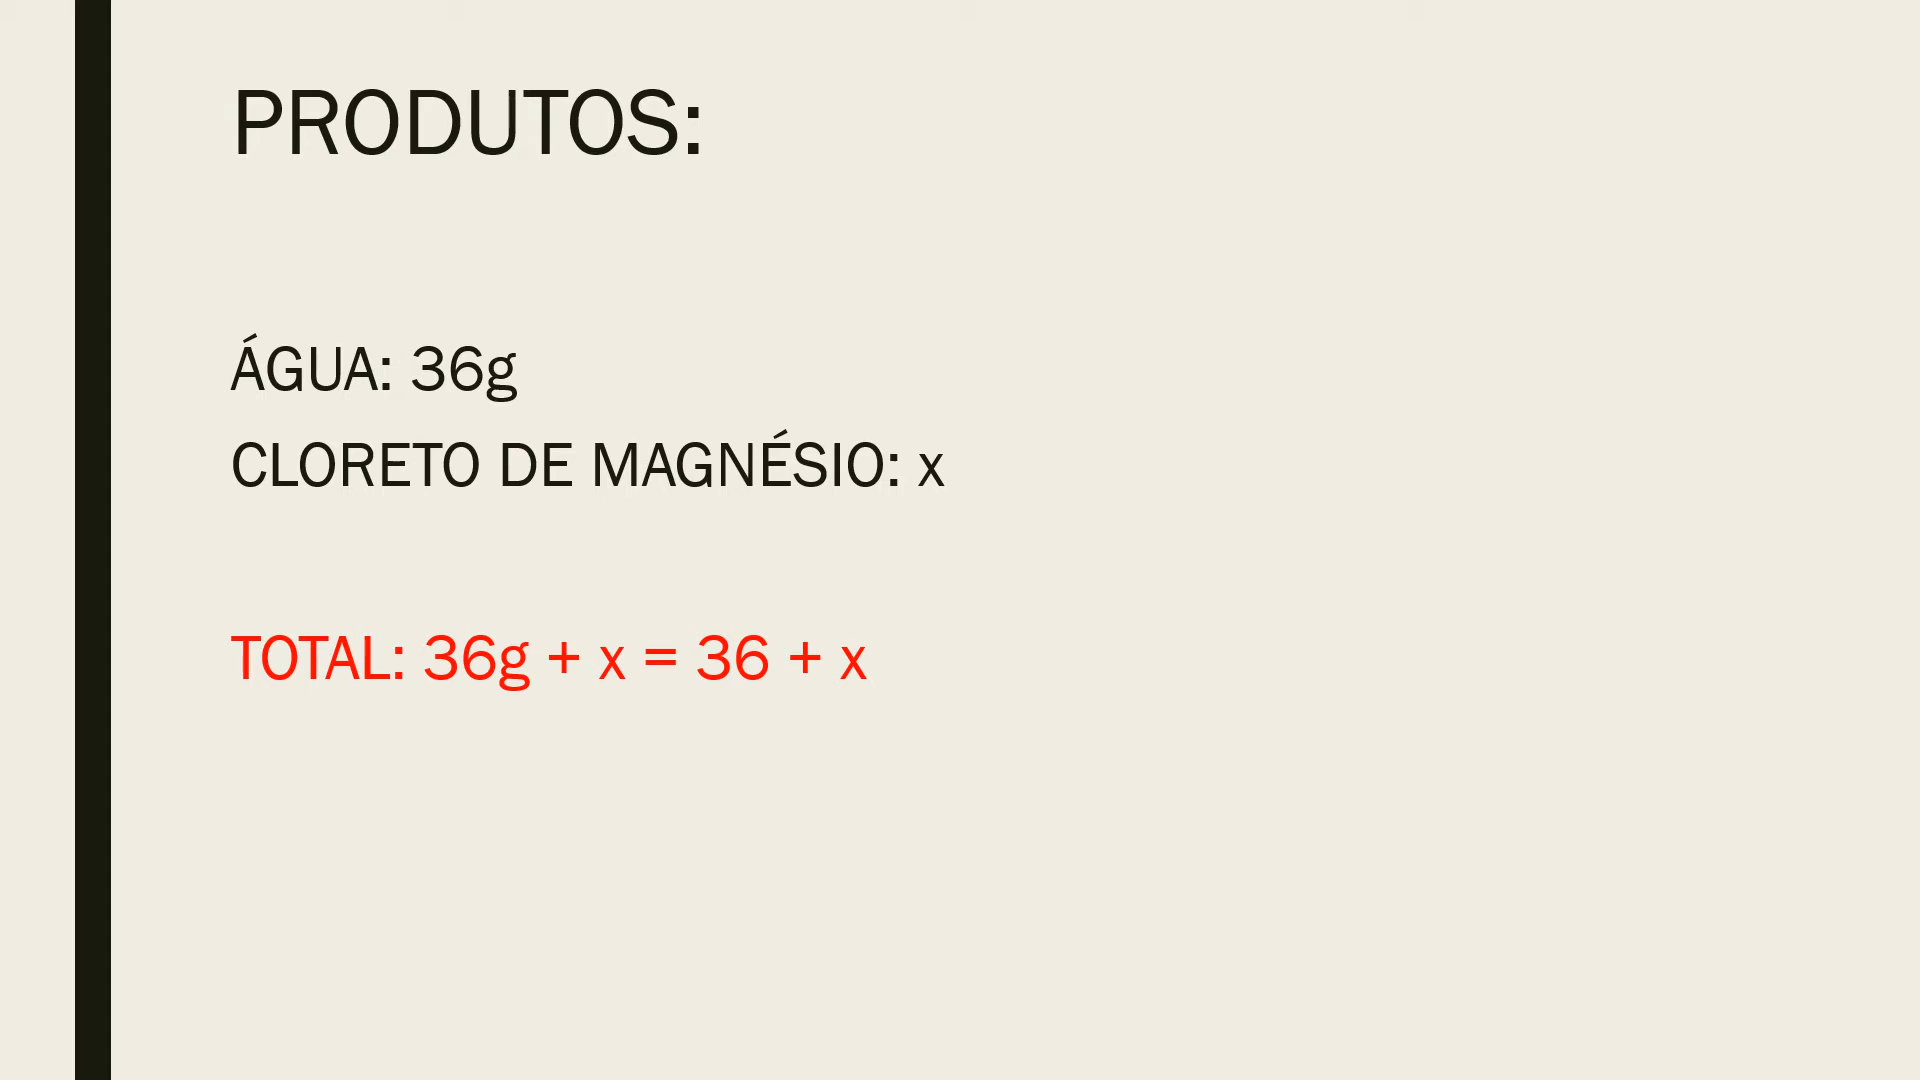 PRODUTOS:
ÁGUA: 36g
CLORETO DE MAGNÉSIO: x
TOTAL: 36g + x = 36 + x